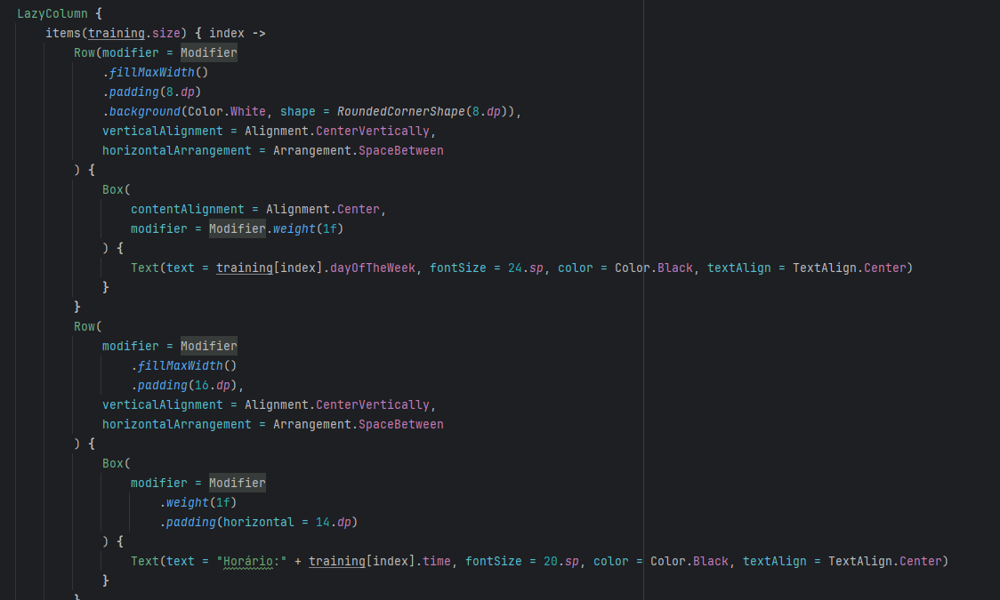 LazyColumn {
    items(training.size) { index ->
        Row(modifier = Modifier
            .fillMaxWidth()
            .padding(8.dp)
            .background(Color.White, shape = RoundedCornerShape(8.dp)),
            verticalAlignment = Alignment.CenterVertically,
            horizontalArrangement = Arrangement.SpaceBetween
        ) {
            Box(
                contentAlignment = Alignment.Center,
                modifier = Modifier.weight(1f)
            ) {
                Text(text = training[index].dayOfTheWeek, fontSize = 24.sp, color = Color.Black, textAlign = TextAlign.Center)
            }
        }
        Row(
            modifier = Modifier
                .fillMaxWidth()
                .padding(16.dp),
            verticalAlignment = Alignment.CenterVertically,
            horizontalArrangement = Arrangement.SpaceBetween
        ) {
            Box(
                modifier = Modifier
                    .weight(1f)
                    .padding(horizontal = 14.dp)
            ) {
                Text(text = "Horário:" + training[index].time, fontSize = 20.sp, color = Color.Black, textAlign = TextAlign.Center)
            }
        }